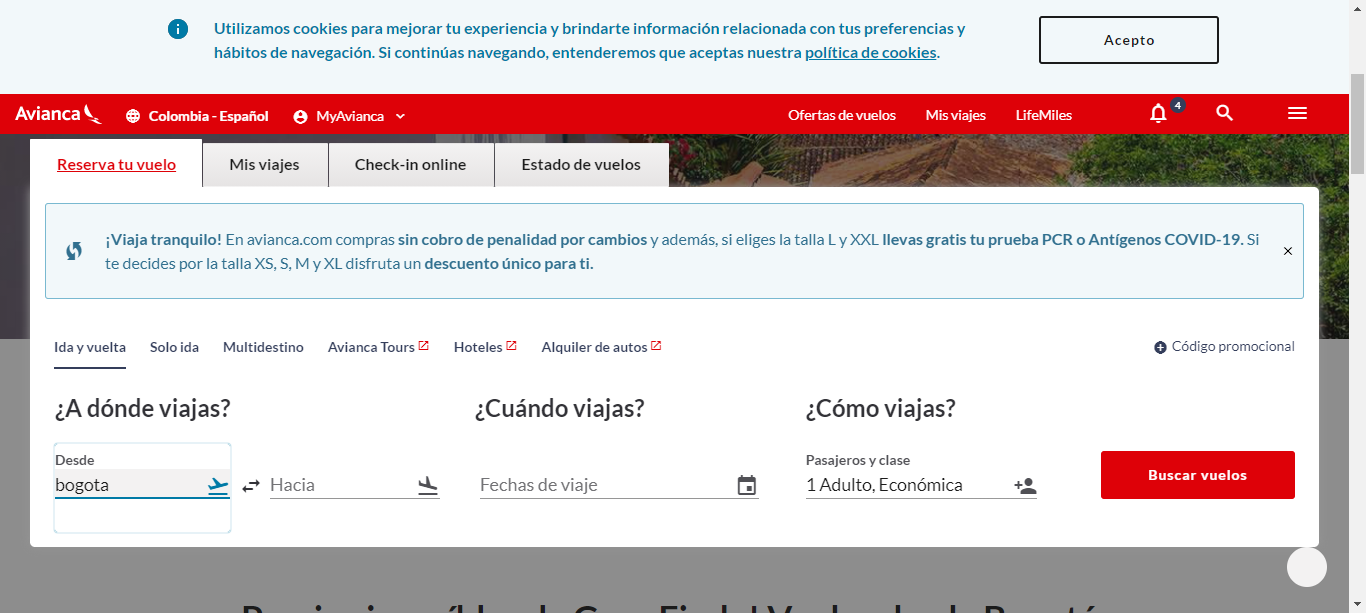 Utilizamos cookies para mejorar tu experiencia y brindarte información relacionada con tus preferencias y
hábitos de navegación. Si continúas navegando, entenderemos que aceptas nuestra política de cookies.
Acepto
Avianca
Colombia - Español
MyAvianca
Ofertas de vuelos
Mis viajes
LifeMiles
4
Reserva tu vuelo
Mis viajes
Check-in online
Estado de vuelos
¡Viaja tranquilo! En avianca.com compras sin cobro de penalidad por cambios y además, si eliges la talla L y XXL llevas gratis tu prueba PCR o Antígenos COVID-19. Si
te decides por la talla XS, S, M y XL disfruta un descuento único para ti.
Ida y vuelta
Solo ida
Multidestino
Avianca Tours
Hoteles
Alquiler de autos
Código promocional
¿A dónde viajas?
¿Cuándo viajas?
¿Cómo viajas?
Desde
bogota
Hacia
Fechas de viaje
Pasajeros y clase
1 Adulto, Económica
Buscar vuelos